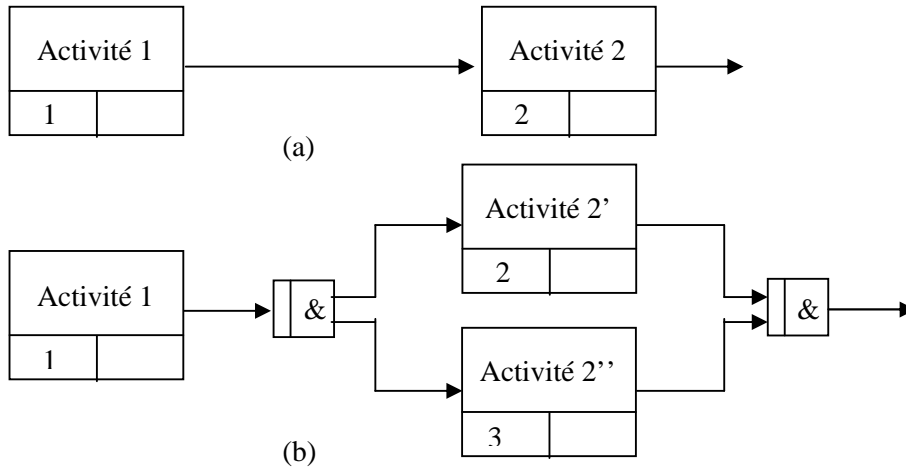 Activité 1
Activité 2
1
2
(a)
Activité 2’
Activité 1
2
&
&
1
Activité 2’’
3
(b)